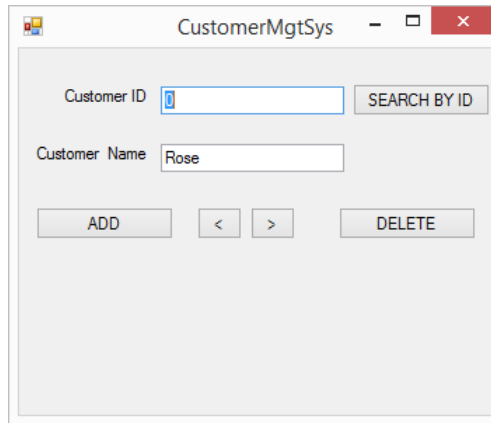 CustomerMgtSys
Customer ID 0 SEARCH BY ID
Customer Name Rose
ADD < > DELETE